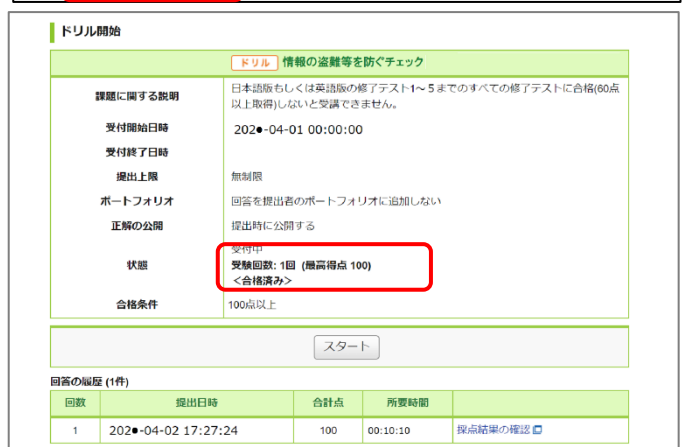 ドリル開始
ドリル 情報の盗難等を防ぐチェック
課題に関する説明 日本語版もしくは英語版の修了テスト1～5までのすべての修了テストに合格(60点
以上取得)しないと受講できません。
受付開始日時 202●-04-01 00:00:00
受付終了日時
提出上限 無制限
ポートフォリオ 回答を提出者のポートフォリオに追加しない
正解の公開 提出時に公開する
受付中
状態 受験回数: 1回 (最高得点 100)
＜合格済み＞
合格条件 100点以上
スタート
回答の履歴 (1件)
回数 提出日時 合計点 所要時間
1 202●-04-02 17:27:24 100 00:10:10 採点結果の確認